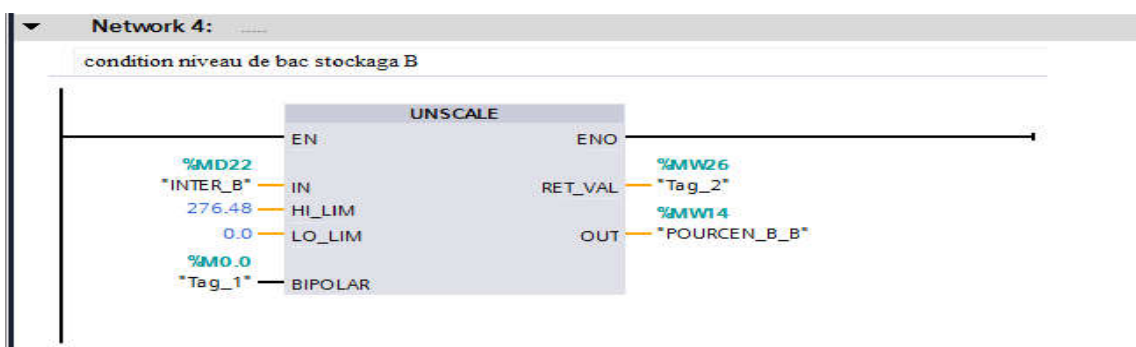 Network 4: .....
condition niveau de bac stockaga B
UNSCALE
EN ENO
%MD22 %MW26
"INTER_B" IN RET_VAL "Tag_2"
276.48 HI_LIM %MW14
0.0 LO_LIM OUT "POURCEN_B_B"
%M0.0
"Tag_1" BIPOLAR